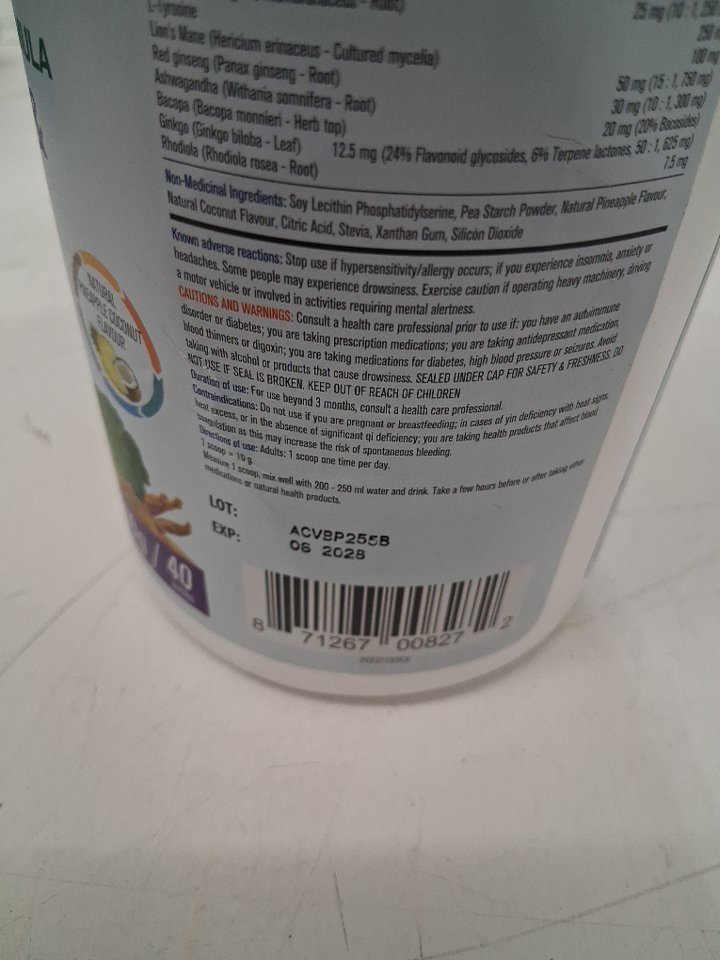 ULA
- Root)
L-Tyrosine
Lion's Mane (Hericium erinaceus - Cultured mycelia)
Red ginseng (Panax ginseng - Root)
Ashwagandha (Withania somnifera - Root)
Bacopa (Bacopa monnieri - Herb top)
Ginkgo (Ginkgo biloba - Leaf)
Rhodiola (Rhodiola rosea - Root)
25 mg (10 : 1, 250
250 m
100 mg
50 mg (15 : 1, 750 mg)
30 mg (10 : 1, 300 mg)
20 mg (20% Bacosides)
12.5 mg (24% Flavonoid glycosides, 6% Terpene lactones, 50 : 1, 625 mg)
7.5 mg
Non-Medicinal Ingredients: Soy Lecithin Phosphatidylserine, Pea Starch Powder, Natural Pineapple Flavour,
Natural Coconut Flavour, Citric Acid, Stevia, Xanthan Gum, Silicon Dioxide
Known adverse reactions: Stop use if hypersensitivity/allergy occurs; if you experience insomnia, anxiety or
headaches. Some people may experience drowsiness. Exercise caution if operating heavy machinery, driving
a motor vehicle or involved in activities requiring mental alertness.
CAUTIONS AND WARNINGS: Consult a health care professional prior to use if: you have an autoimmune
disorder or diabetes; you are taking prescription medications; you are taking antidepressant medication,
blood thinners or digoxin; you are taking medications for diabetes, high blood pressure or seizures. Avoid
taking with alcohol or products that cause drowsiness. SEALED UNDER CAP FOR SAFETY & FRESHNESS. DO
NOT USE IF SEAL IS BROKEN. KEEP OUT OF REACH OF CHILDREN
Duration of use: For use beyond 3 months, consult a health care professional.
Contraindications: Do not use if you are pregnant or breastfeeding; in cases of yin deficiency with heat signs,
heat excess, or in the absence of significant qi deficiency; you are taking health products that affect blood
coagulation as this may increase the risk of spontaneous bleeding.
Directions of use: Adults: 1 scoop one time per day.
1 scoop = 10 g
Measure 1 scoop, mix well with 200 - 250 ml water and drink. Take a few hours before or after taking other
medications or natural health products.
NATURAL
PINEAPPLE COCONUT
FLAVOUR
LOT: ACVBP255B
EXP: 06 2028
/ 40
8 71267 00827 2